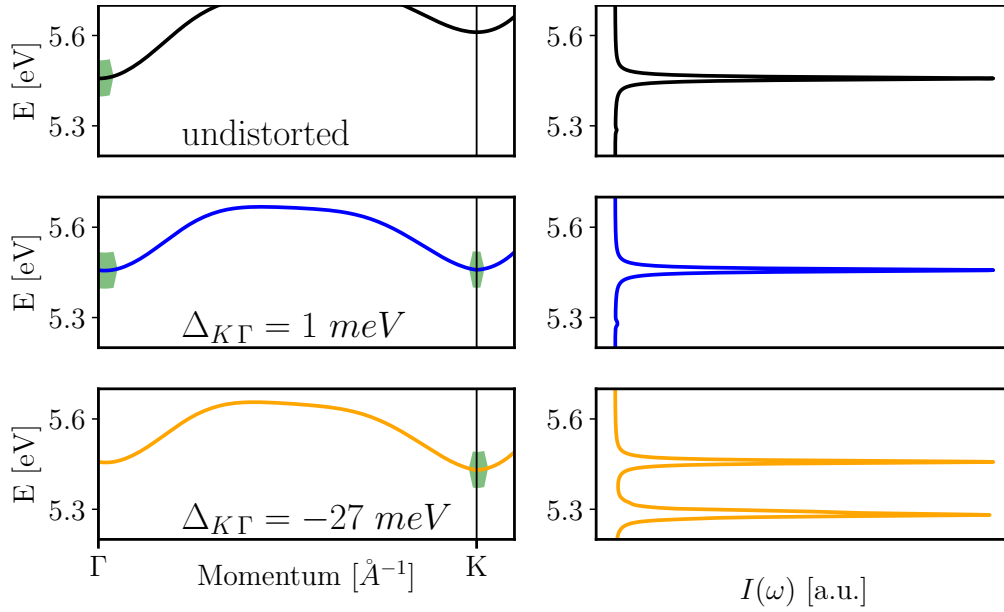 E [eV]
5.6
5.3
undistorted
5.6
5.3
E [eV]
5.6
5.3
Δ_{KΓ} = 1 meV
5.6
5.3
E [eV]
5.6
5.3
Δ_{KΓ} = −27 meV
Γ
Momentum [Å⁻¹]
K
5.6
5.3
I(ω) [a.u.]